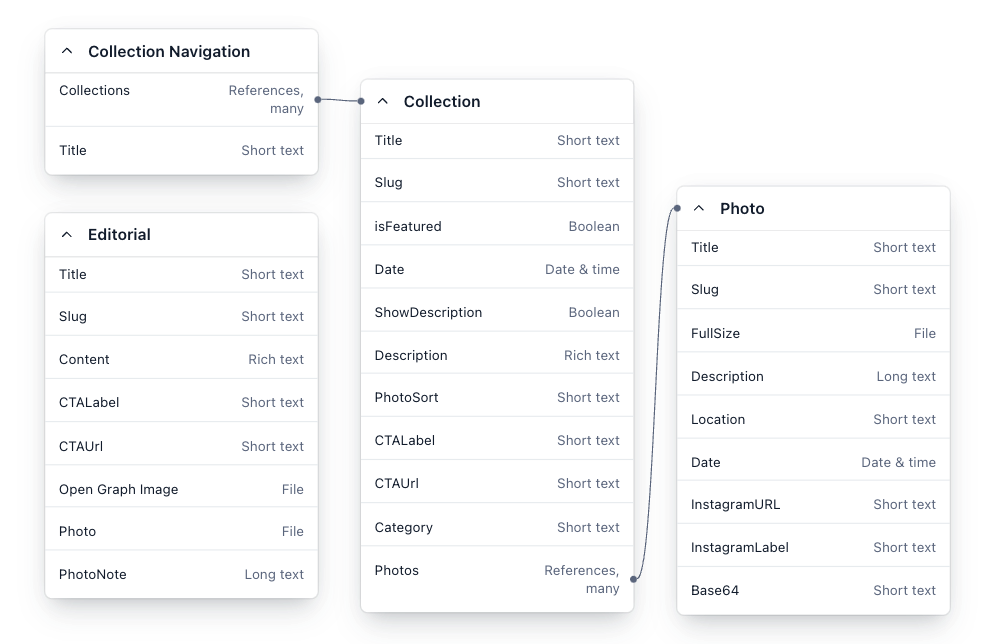 Collection Navigation
Collections References,
many
Title Short text
Editorial
Title Short text
Slug Short text
Content Rich text
CTALabel Short text
CTAUrl Short text
Open Graph Image File
Photo File
PhotoNote Long text
Collection
Title Short text
Slug Short text
isFeatured Boolean
Date Date & time
ShowDescription Boolean
Description Rich text
PhotoSort Short text
CTALabel Short text
CTAUrl Short text
Category Short text
Photos References,
many
Photo
Title Short text
Slug Short text
FullSize File
Description Long text
Location Short text
Date Date & time
InstagramURL Short text
InstagramLabel Short text
Base64 Short text